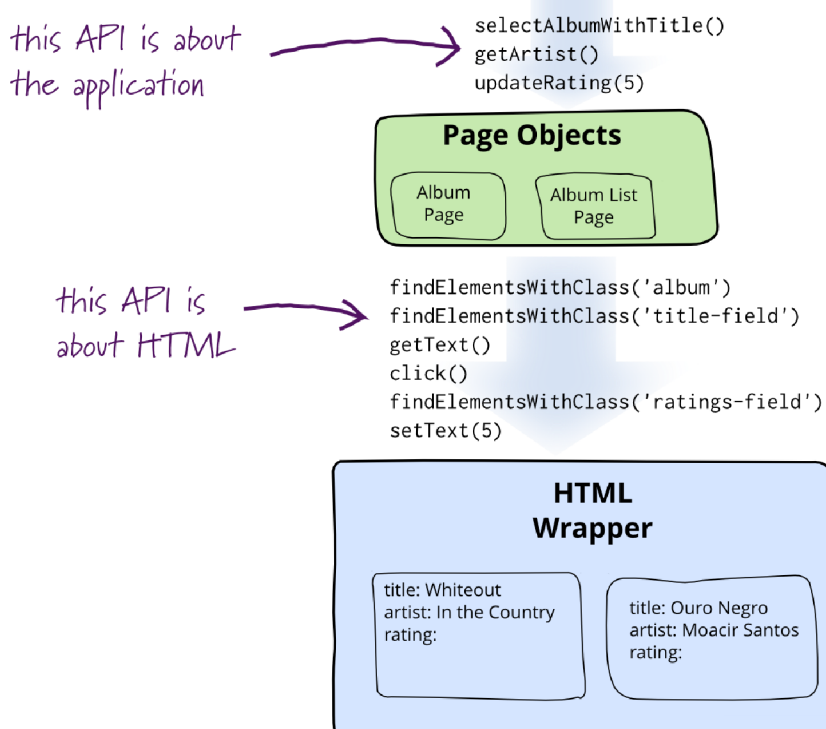 this API is about
the application
selectAlbumWithTitle()
getArtist()
updateRating(5)
Page Objects
Album
Page
Album List
Page
this API is
about HTML
findElementsWithClass('album')
findElementsWithClass('title-field')
getText()
click()
findElementsWithClass('ratings-field')
setText(5)
HTML
Wrapper
title: Whiteout
artist: In the Country
rating:
title: Ouro Negro
artist: Moacir Santos
rating: